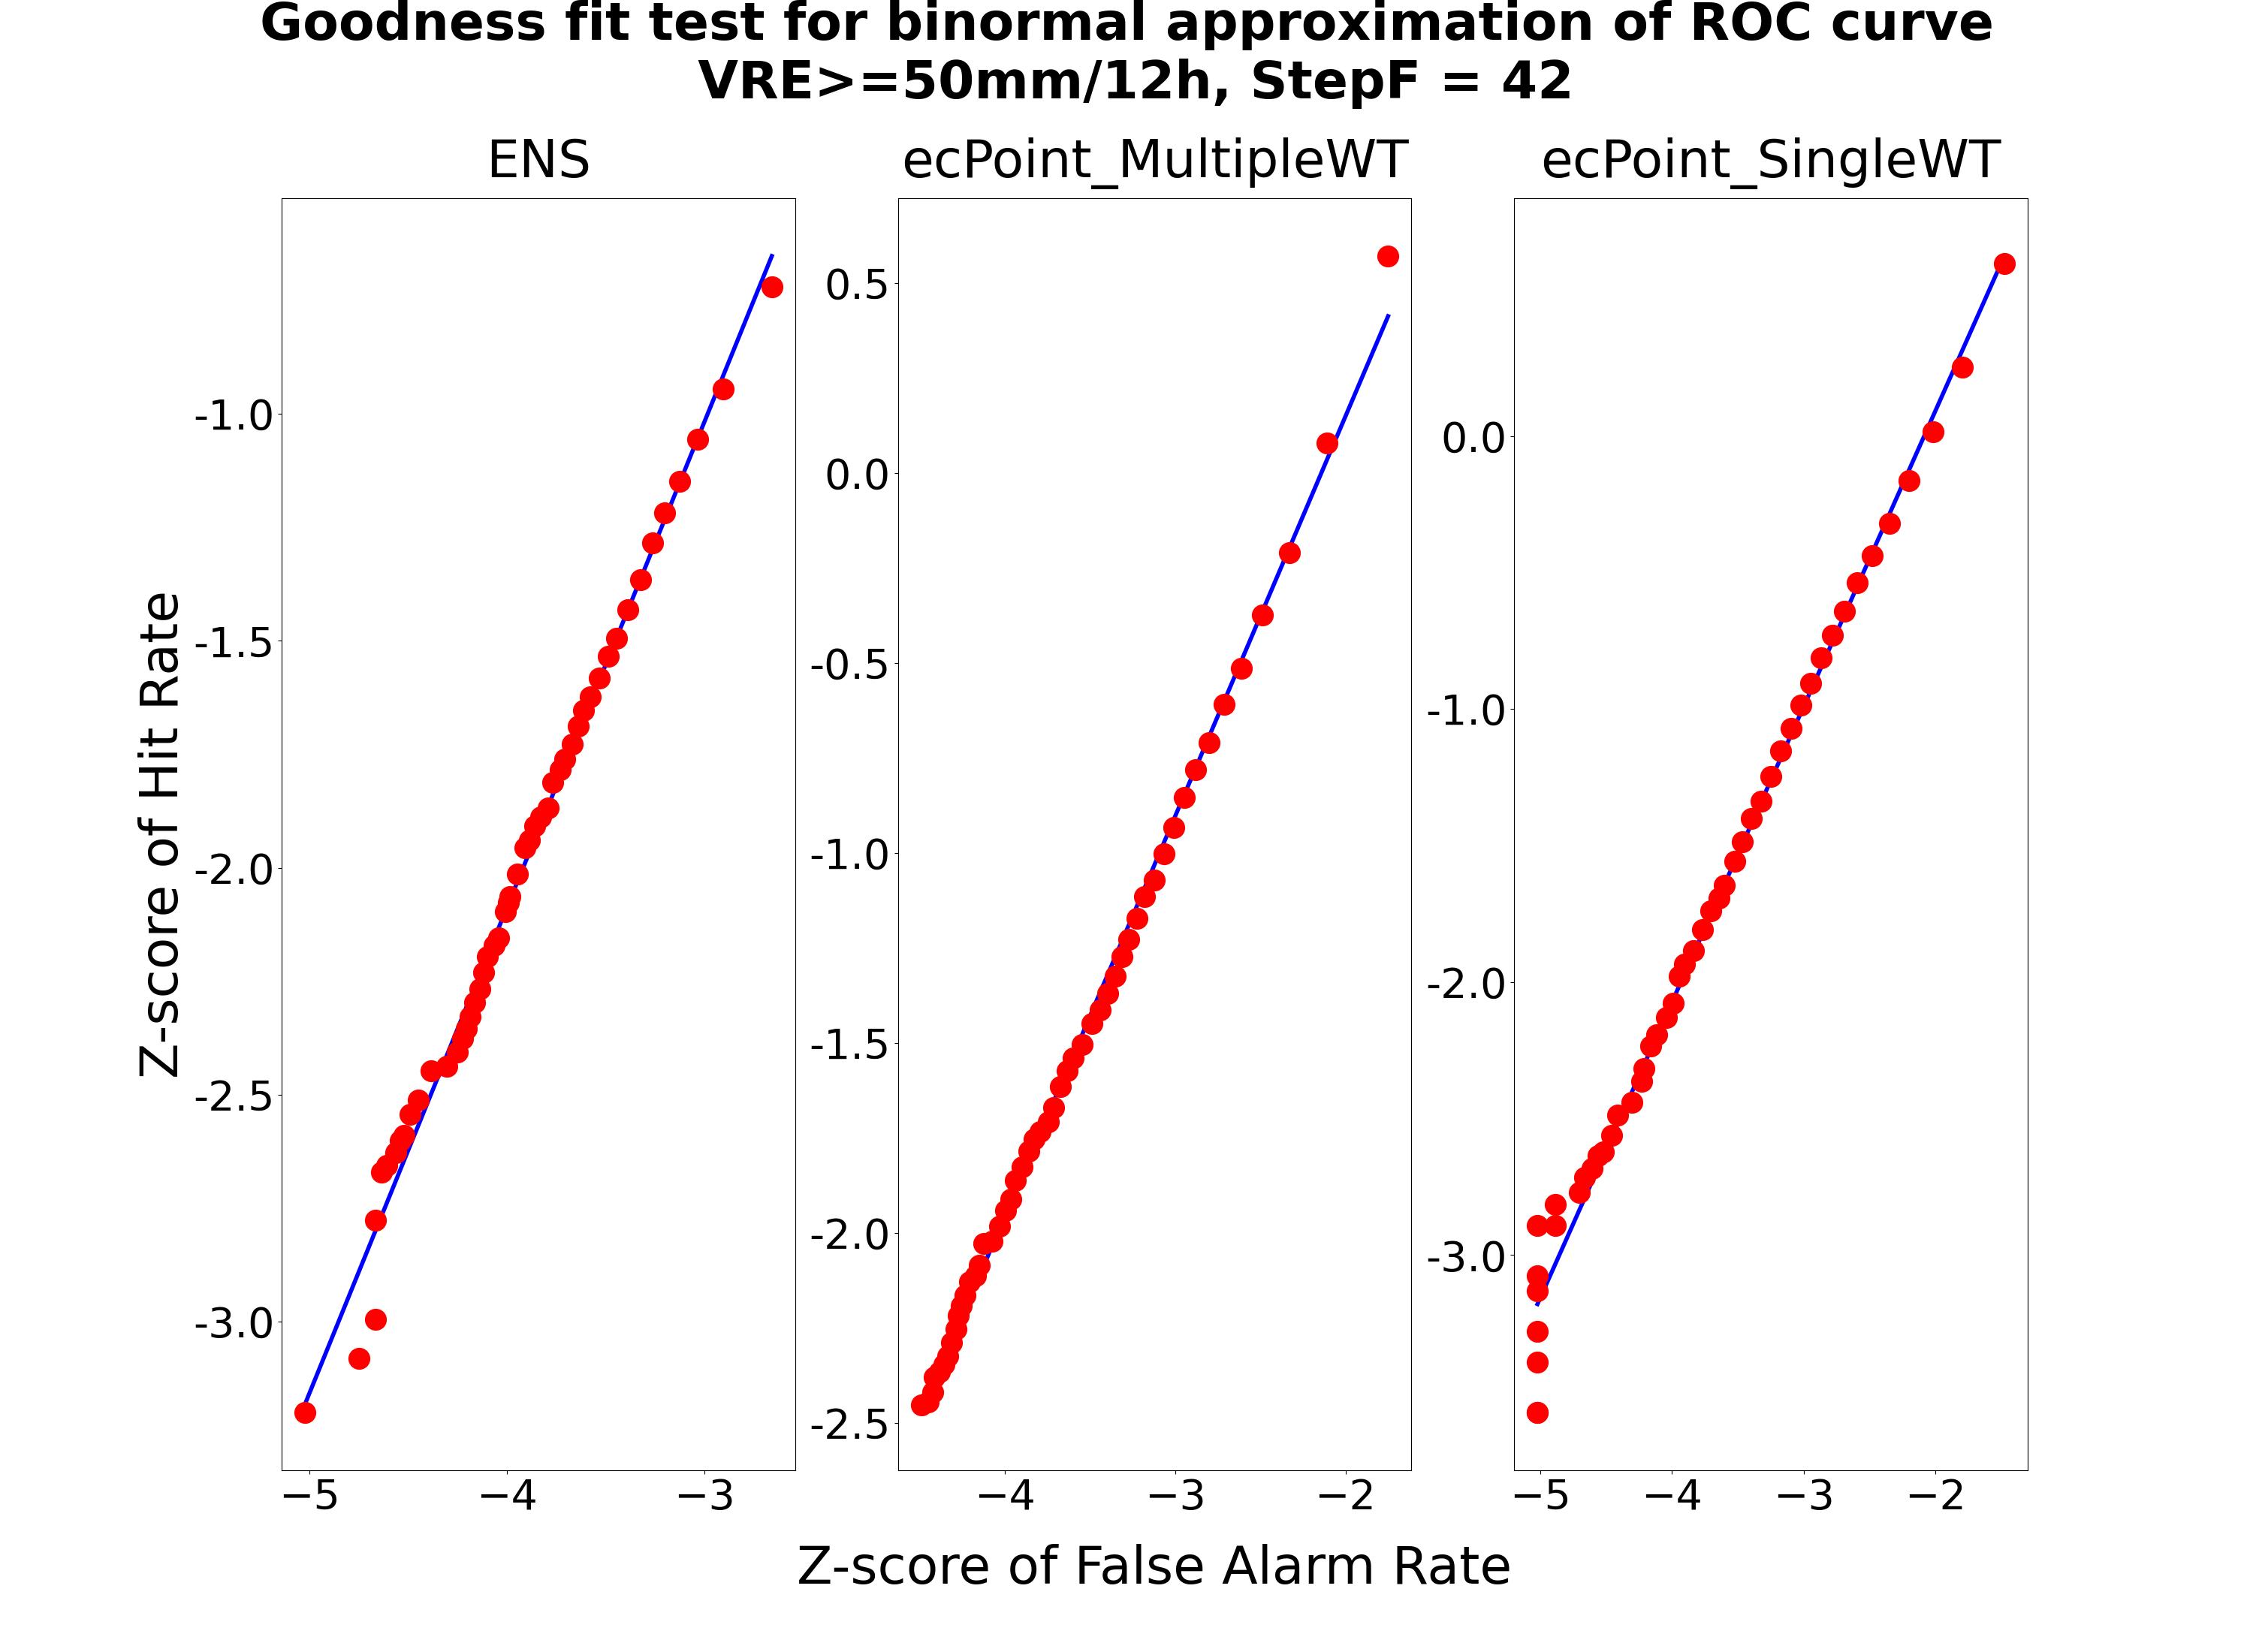 Goodness fit test for binormal approximation of ROC curve
VRE>=50mm/12h, StepF = 42
ENS
ecPoint_MultipleWT
ecPoint_SingleWT
Z-score of Hit Rate
-1.0
-1.5
-2.0
-2.5
-3.0
0.5
0.0
-0.5
-1.0
-1.5
-2.0
-2.5
0.0
-1.0
-2.0
-3.0
−5 −4 −3
−4 −3 −2
−5 −4 −3 −2
Z-score of False Alarm Rate